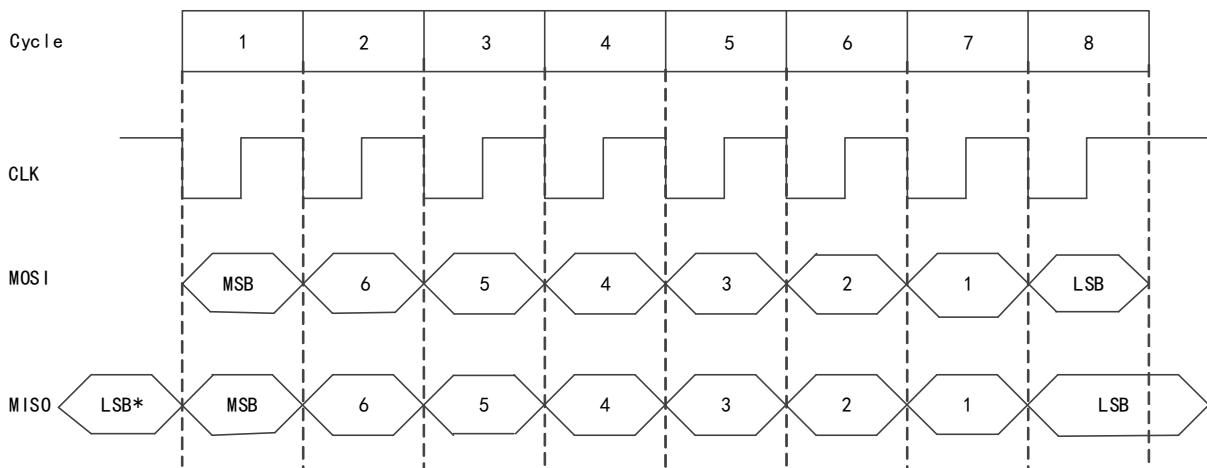 Cycle 1 2 3 4 5 6 7 8
CLK
MOSI MSB 6 5 4 3 2 1 LSB
MISO LSB* MSB 6 5 4 3 2 1 LSB